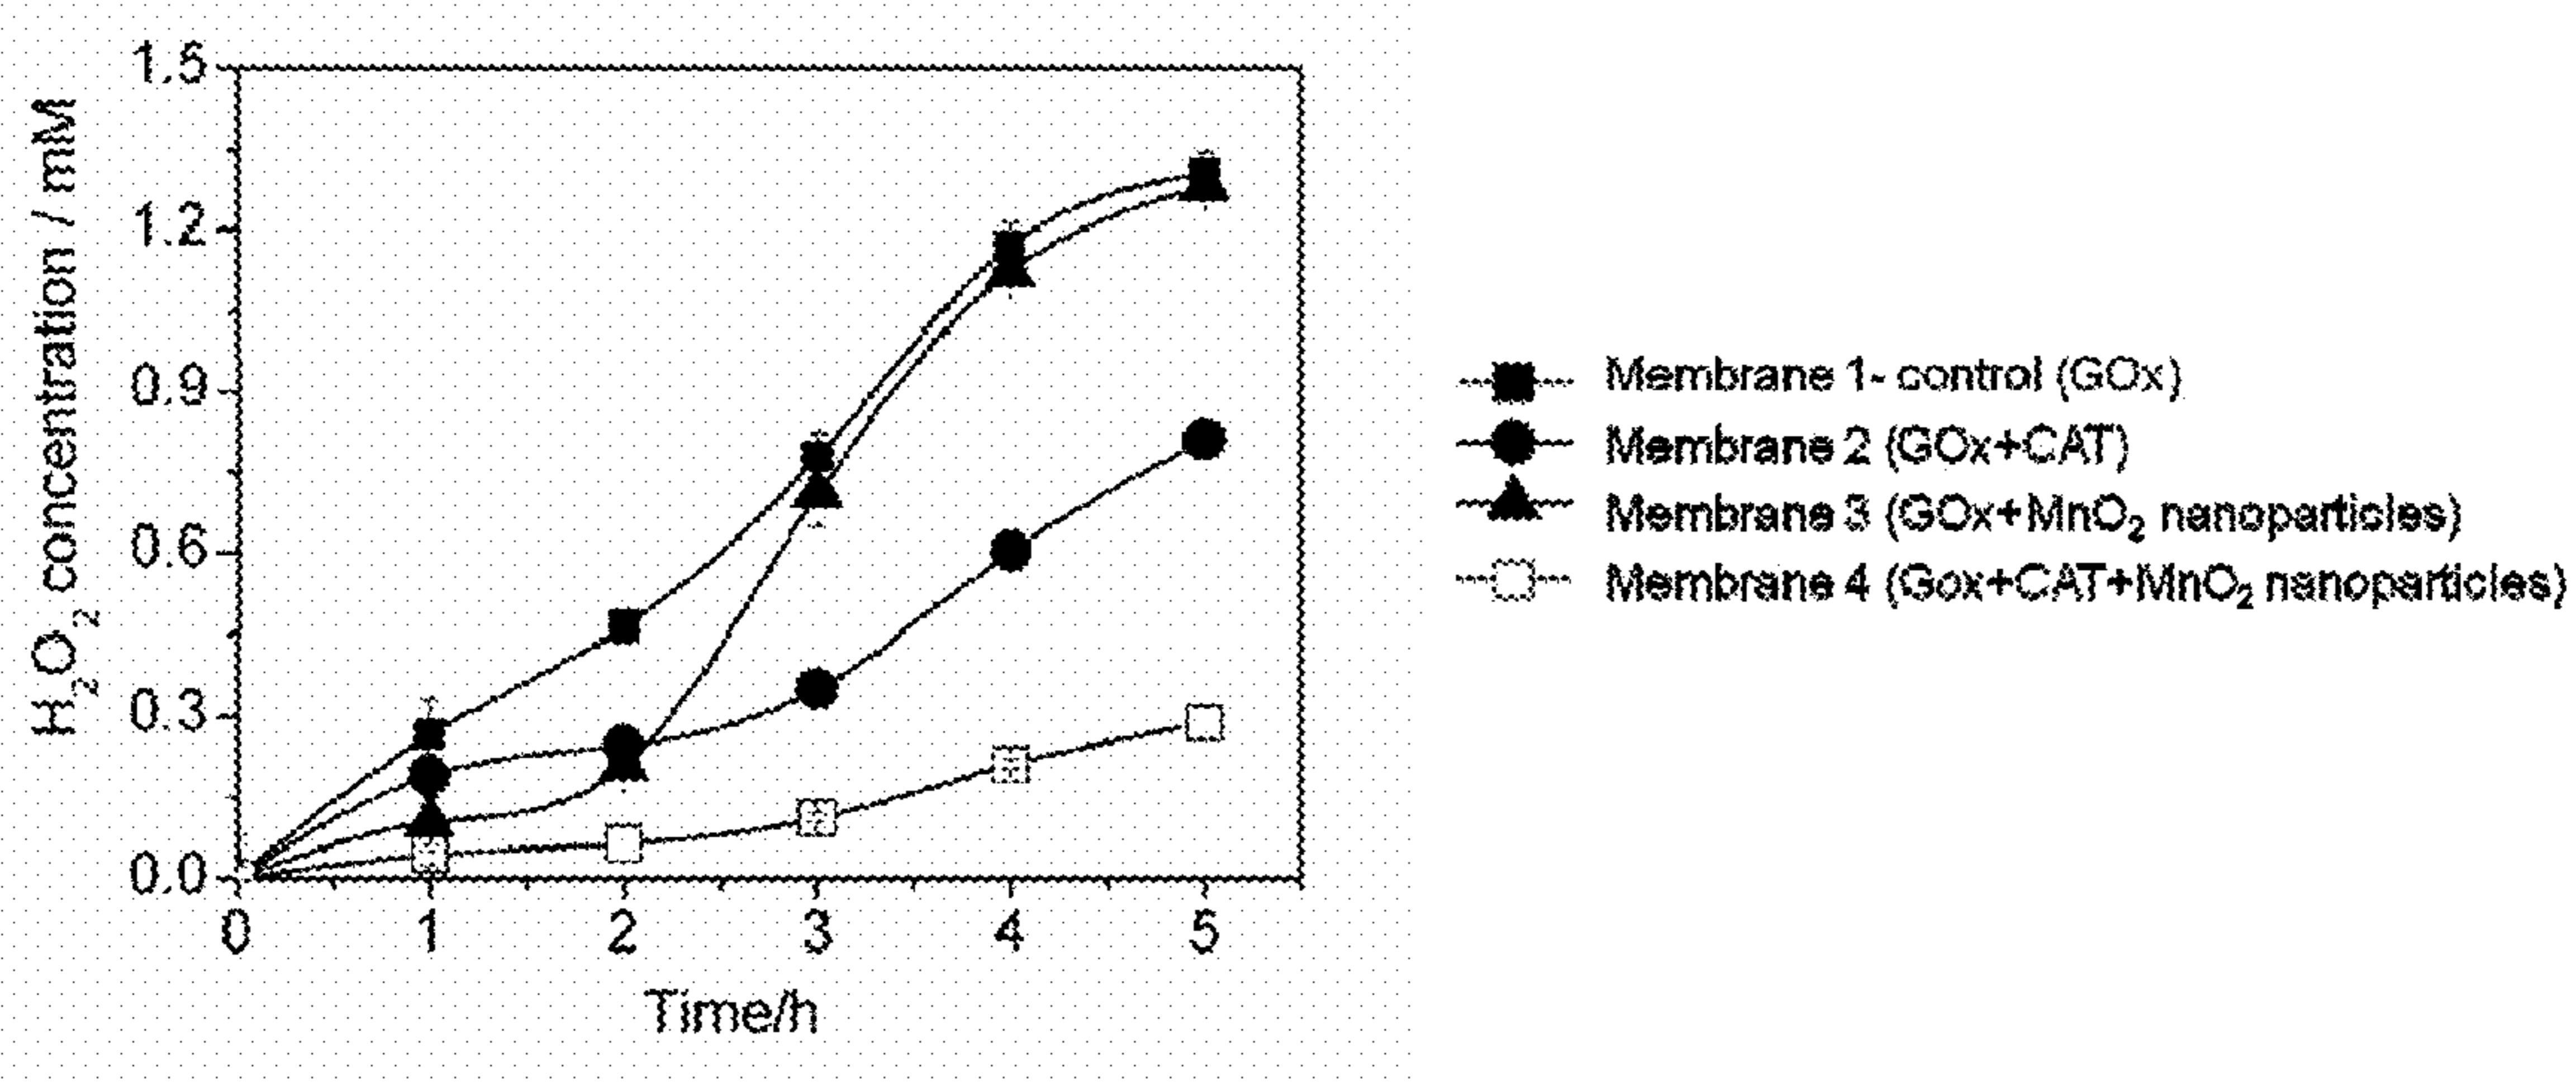 1.5
1.2
0.9
0.6
0.3
0.0
H₂O₂ concentration / mM
0 1 2 3 4 5
Time/h
Membrane 1- control (GOx)
Membrane 2 (GOx+CAT)
Membrane 3 (GOx+MnO₂ nanoparticles)
Membrane 4 (Gox+CAT+MnO₂ nanoparticles)